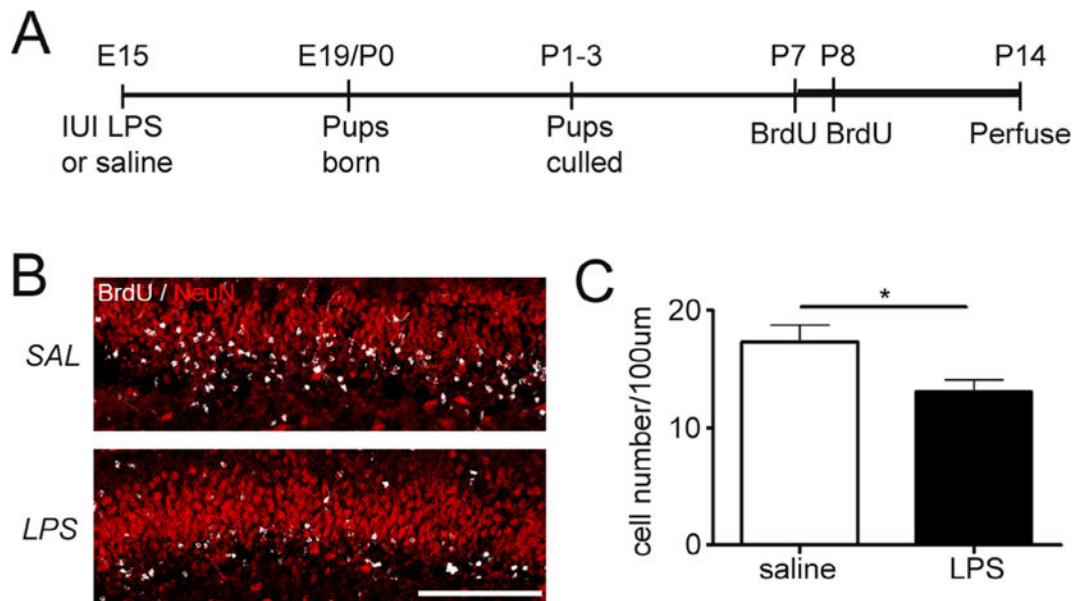 A
E15 E19/P0 P1-3 P7 P8 P14
IUI LPS Pups Pups BrdU BrdU Perfuse
or saline born culled
B
BrdU / NeuN
SAL
LPS
C
*
20
10
0
cell number/100um
saline LPS